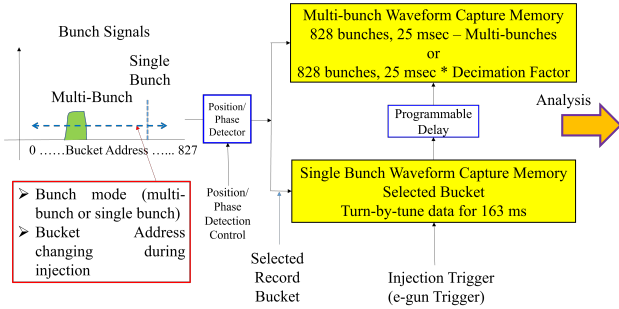 Bunch Signals
Single
Bunch
Multi-Bunch
0 ……Bucket Address …... 827
➢ Bunch mode (multi-
bunch or single bunch)
➢ Bucket Address
changing during
injection
Position/
Phase
Detector
Position/
Phase
Detection
Control
Selected
Record
Bucket
Multi-bunch Waveform Capture Memory
828 bunches, 25 msec – Multi-bunches
or
828 bunches, 25 msec * Decimation Factor
Programmable
Delay
Single Bunch Waveform Capture Memory
Selected Bucket
Turn-by-tune data for 163 ms
Injection Trigger
(e-gun Trigger)
Analysis